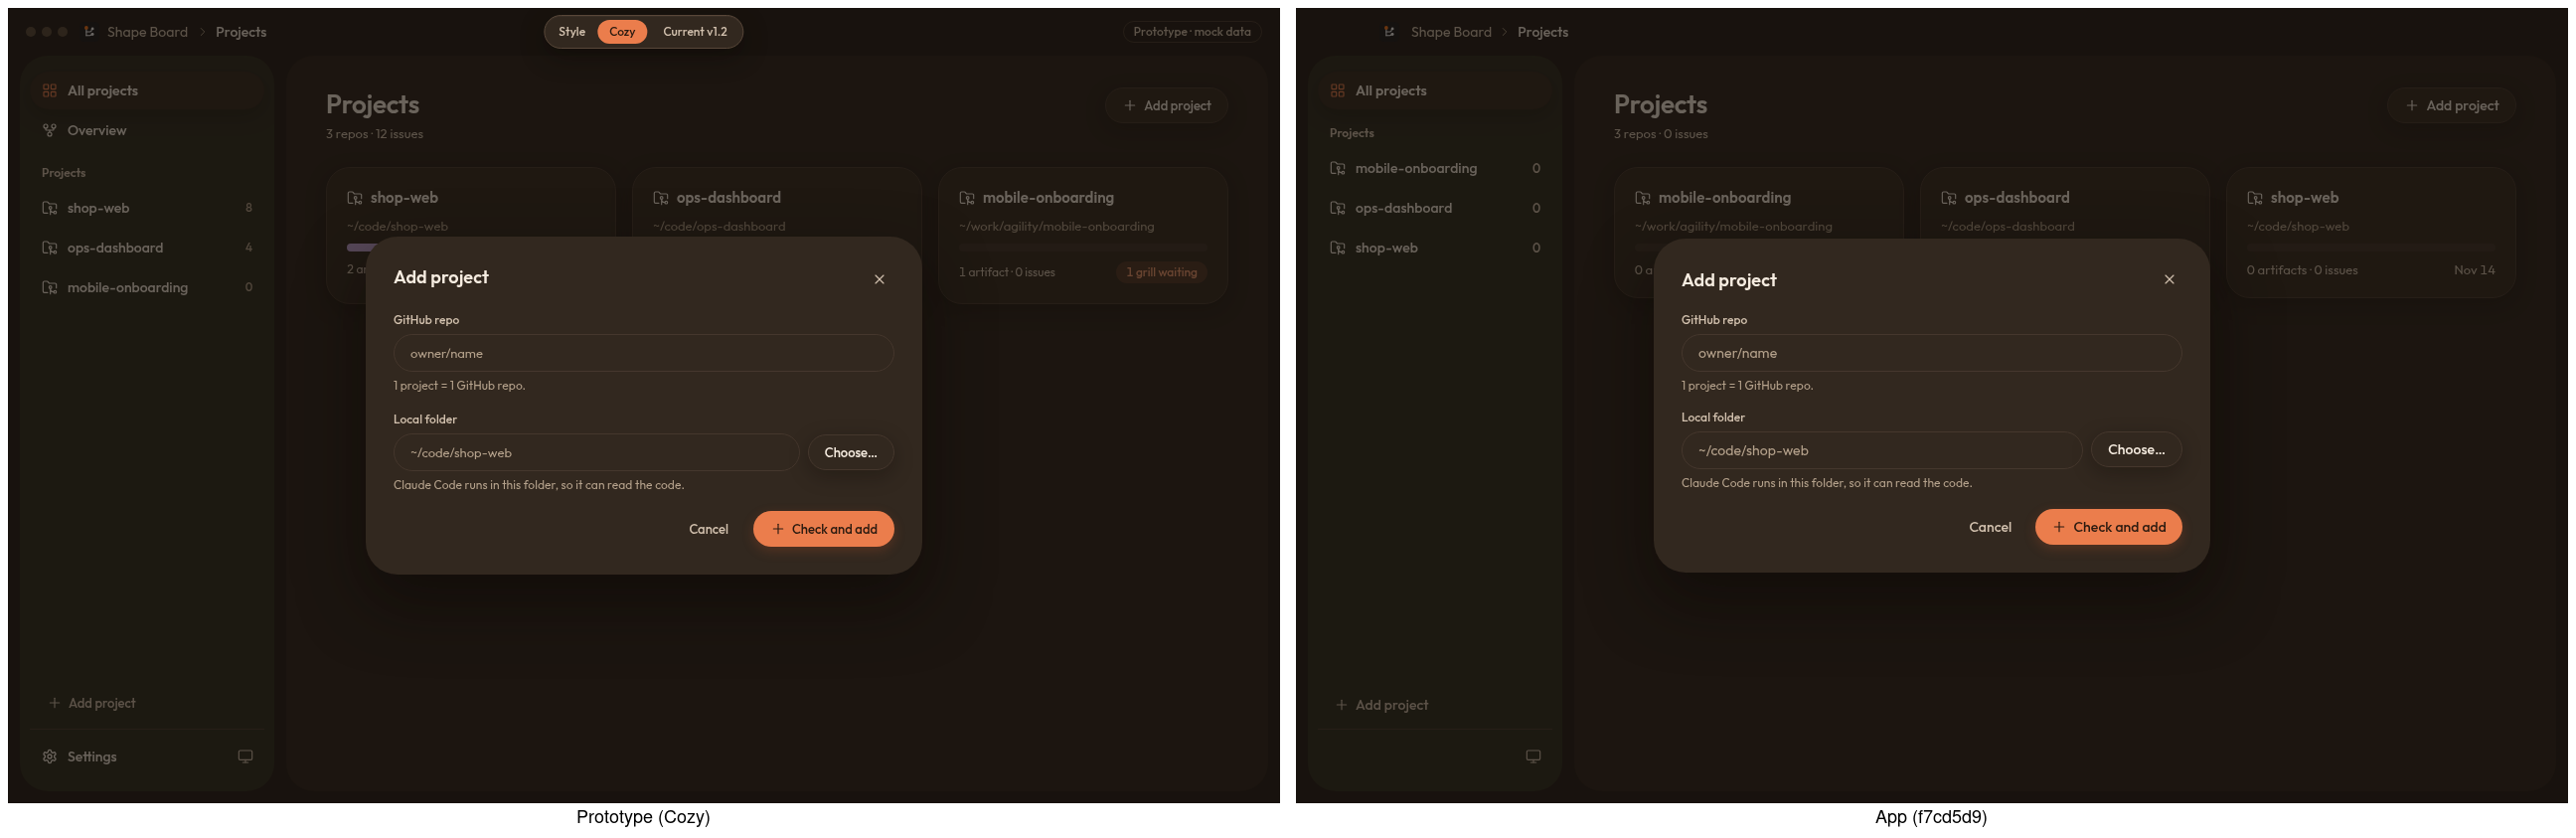 Shape Board > Projects
Style Cozy Current v1.2
Prototype · mock data
All projects
Overview
Projects
shop-web 8
ops-dashboard 4
mobile-onboarding 0
Add project
Settings
Projects
3 repos · 12 issues
Add project
shop-web
~/code/shop-web
2 ar
ops-dashboard
~/code/ops-dashboard
mobile-onboarding
~/work/agility/mobile-onboarding
1 artifact · 0 issues
1 grill waiting
Add project
GitHub repo
owner/name
1 project = 1 GitHub repo.
Local folder
~/code/shop-web
Choose...
Claude Code runs in this folder, so it can read the code.
Cancel
Check and add
Prototype (Cozy)
Shape Board > Projects
All projects
Projects
mobile-onboarding 0
ops-dashboard 0
shop-web 0
Add project
Projects
3 repos · 0 issues
Add project
mobile-onboarding
~/work/agility/mobile-onboarding
0 a
ops-dashboard
~/code/ops-dashboard
shop-web
~/code/shop-web
0 artifacts · 0 issues
Nov 14
Add project
GitHub repo
owner/name
1 project = 1 GitHub repo.
Local folder
~/code/shop-web
Choose...
Claude Code runs in this folder, so it can read the code.
Cancel
Check and add
App (f7cd5d9)